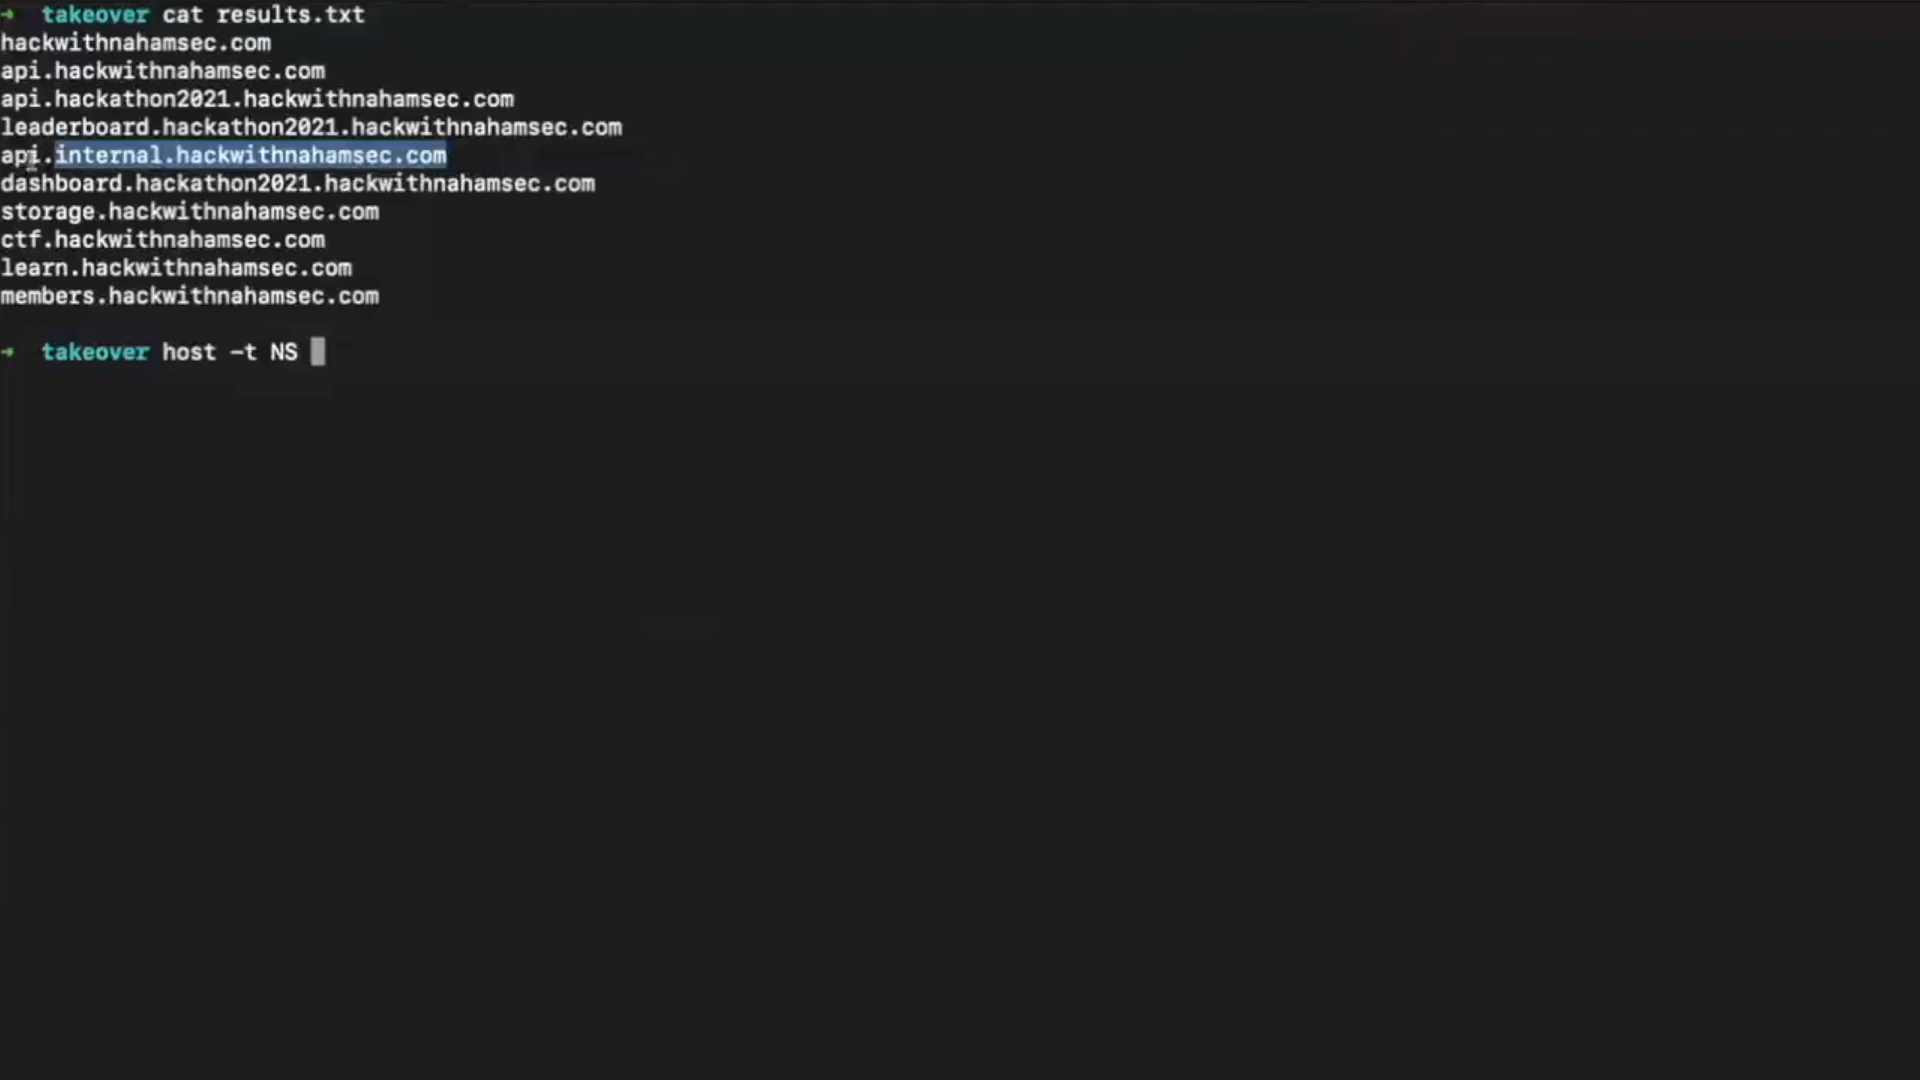 → takeover cat results.txt
hackwithnahamsec.com
api.hackwithnahamsec.com
api.hackathon2021.hackwithnahamsec.com
leaderboard.hackathon2021.hackwithnahamsec.com
api.internal.hackwithnahamsec.com
dashboard.hackathon2021.hackwithnahamsec.com
storage.hackwithnahamsec.com
ctf.hackwithnahamsec.com
learn.hackwithnahamsec.com
members.hackwithnahamsec.com
→ takeover host -t NS